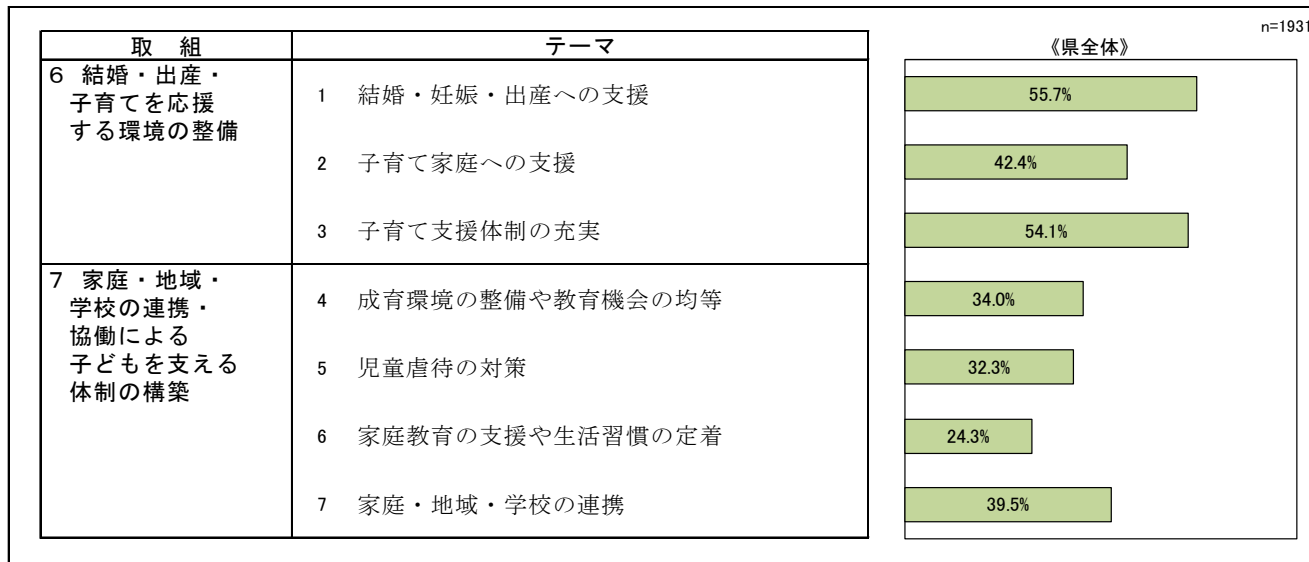 n=1931
取　組
テーマ
《県全体》
６ 結婚・出産・
子育てを応援
する環境の整備
1 結婚・妊娠・出産への支援
55.7%
2 子育て家庭への支援
42.4%
3 子育て支援体制の充実
54.1%
７ 家庭・地域・
学校の連携・
協働による
子どもを支える
体制の構築
4 成育環境の整備や教育機会の均等
34.0%
5 児童虐待の対策
32.3%
6 家庭教育の支援や生活習慣の定着
24.3%
7 家庭・地域・学校の連携
39.5%